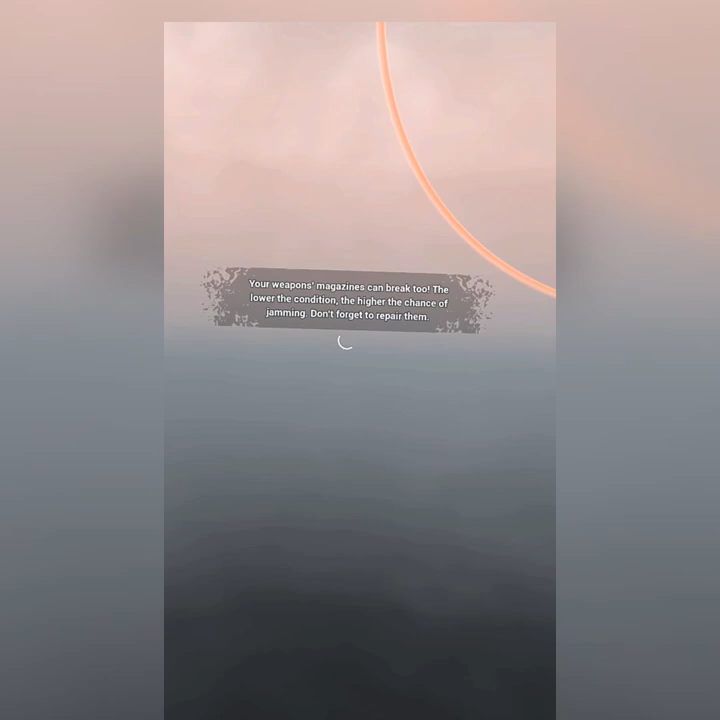 Your weapons' magazines can break too! The
lower the condition, the higher the chance of
jamming. Don't forget to repair them.